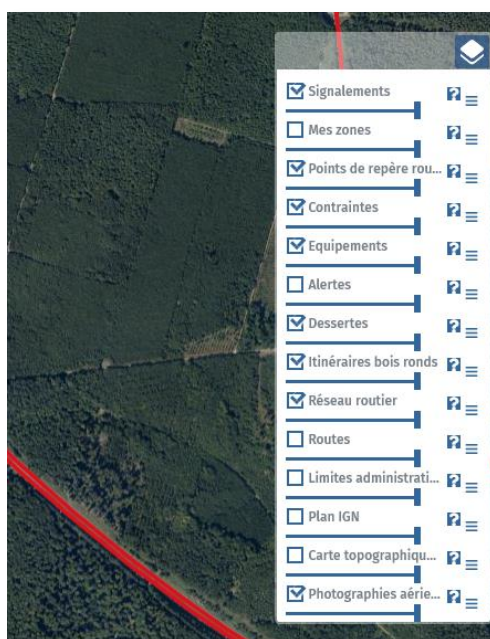 Signalements
Mes zones
Points de repère rou...
Contraintes
Equipements
Alertes
Dessertes
Itinéraires bois ronds
Réseau routier
Routes
Limites administrati...
Plan IGN
Carte topographiqu...
Photographies aérie...